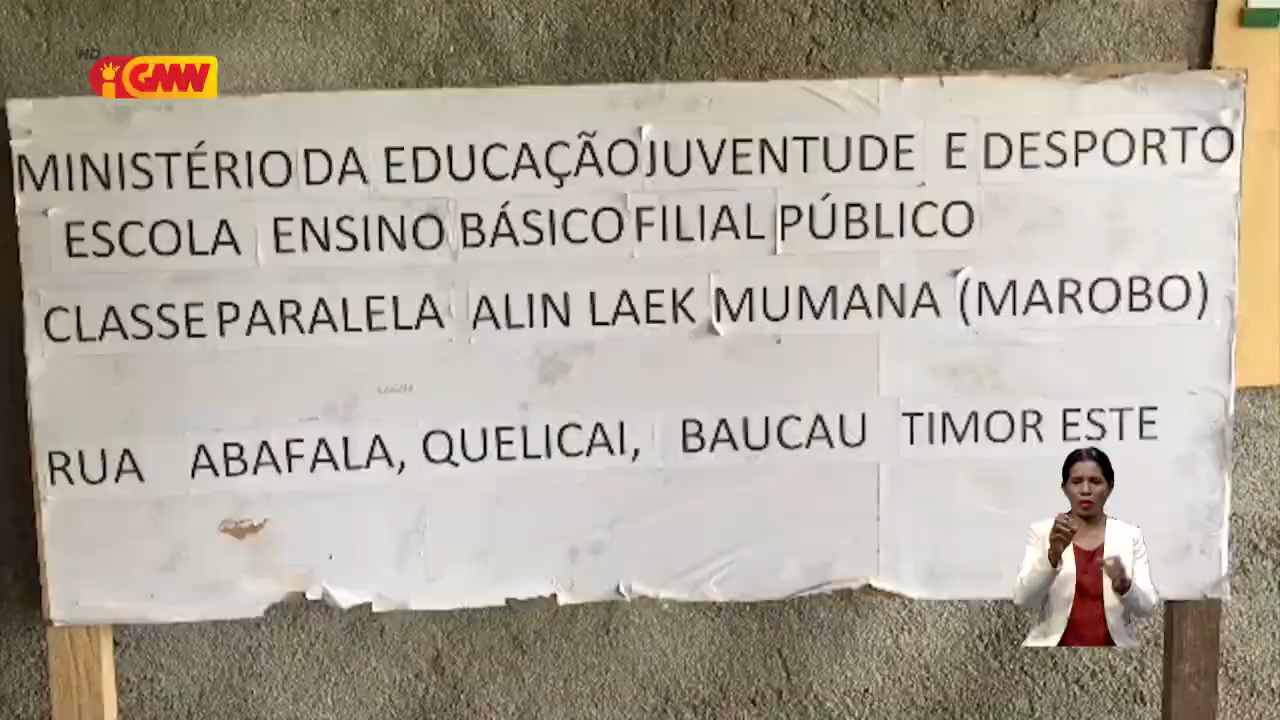 HD
GMN
MINISTÉRIO DA EDUCAÇÃO JUVENTUDE E DESPORTO
ESCOLA ENSINO BÁSICO FILIAL PÚBLICO
CLASSE PARALELA ALIN LAEK MUMANA (MAROBO)
RUA ABAFALA, QUELICAI, BAUCAU TIMOR ESTE